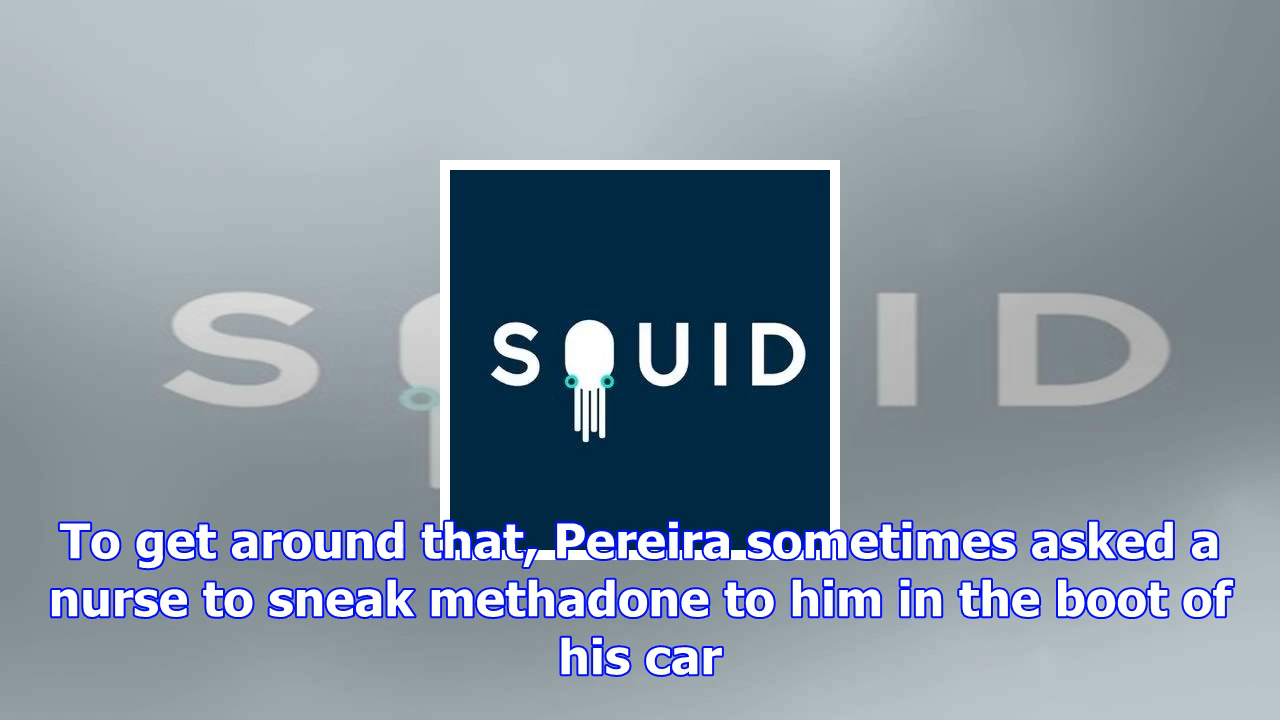 SQUID
To get around that, Pereira sometimes asked a
nurse to sneak methadone to him in the boot of
his car